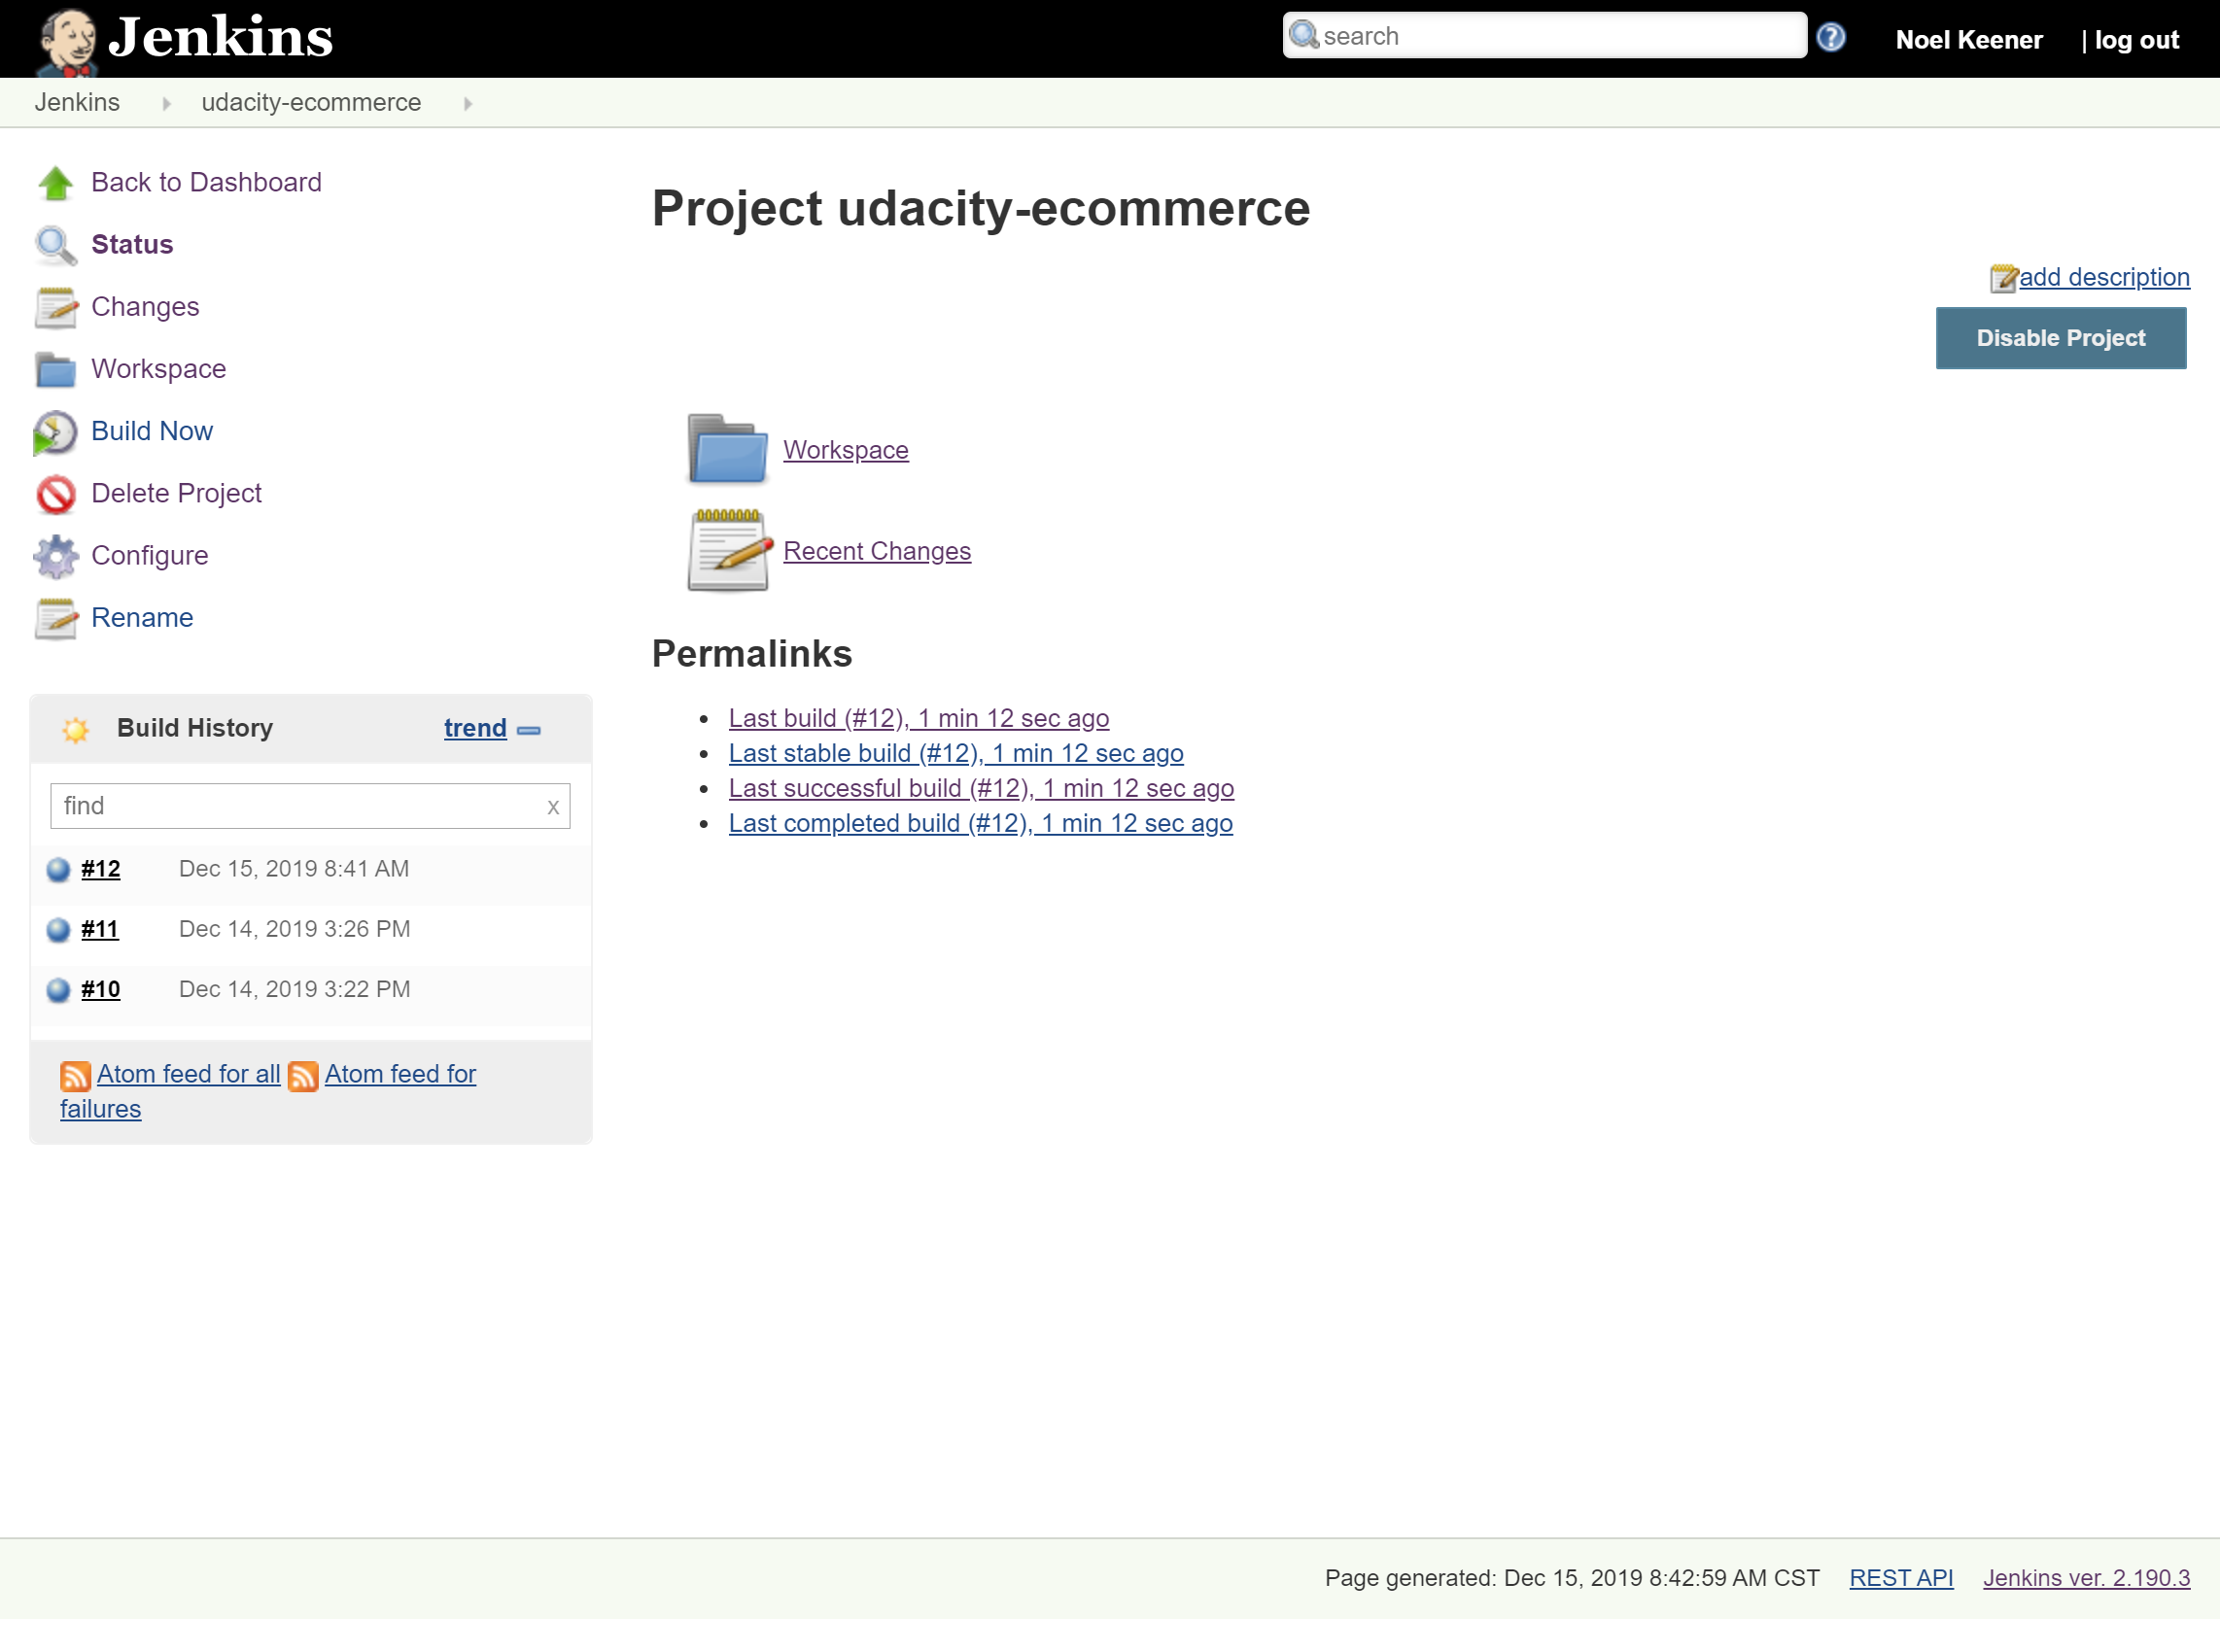 Jenkins
search
Noel Keener
| log out
Jenkins
udacity-ecommerce
Back to Dashboard
Status
Changes
Workspace
Build Now
Delete Project
Configure
Rename
Build History
trend
find
x
#12 Dec 15, 2019 8:41 AM
#11 Dec 14, 2019 3:26 PM
#10 Dec 14, 2019 3:22 PM
Atom feed for all Atom feed for
failures
Project udacity-ecommerce
add description
Disable Project
Workspace
Recent Changes
Permalinks
Last build (#12), 1 min 12 sec ago
Last stable build (#12), 1 min 12 sec ago
Last successful build (#12), 1 min 12 sec ago
Last completed build (#12), 1 min 12 sec ago
Page generated: Dec 15, 2019 8:42:59 AM CST REST API Jenkins ver. 2.190.3